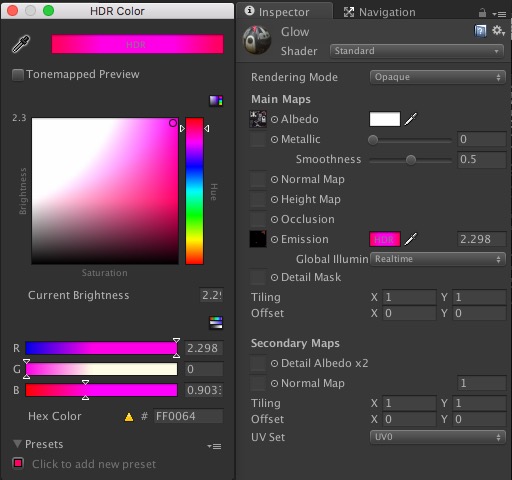 HDR Color
HDR
Tonemapped Preview
2.3
Brightness
Hue
Saturation
Current Brightness
R 2.298
G 0
B 0.903
Hex Color # FF0064
Presets
Click to add new preset
Inspector Navigation
Glow
Shader Standard
Rendering Mode Opaque
Main Maps
Albedo
Metallic 0
Smoothness 0.5
Normal Map
Height Map
Occlusion
Emission HDR 2.298
Global Illumin Realtime
Detail Mask
Tiling X 1 Y 1
Offset X 0 Y 0
Secondary Maps
Detail Albedo x2
Normal Map 1
Tiling X 1 Y 1
Offset X 0 Y 0
UV Set UV0